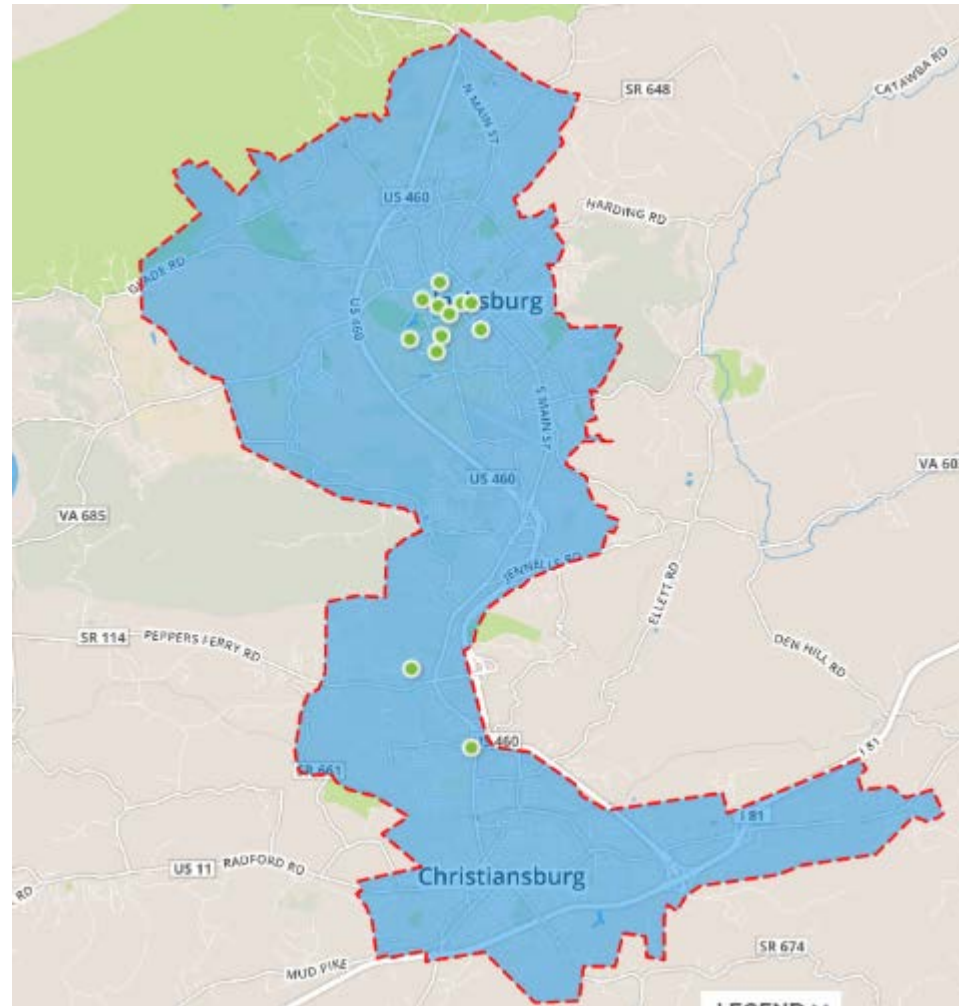 N MAIN ST
SR 648
CATAWBA RD
US 460
HARDING RD
GLADE RD
US 460
S MAIN ST
US 460
VA 685
JENNELLE RD
ELLETT RD
SR 114
PEPPERS FERRY RD
DEN HILL RD
US 460
I 81
SR 661
I 81
US 11
RADFORD RD
Christiansburg
RD
MUD PIKE
SR 674